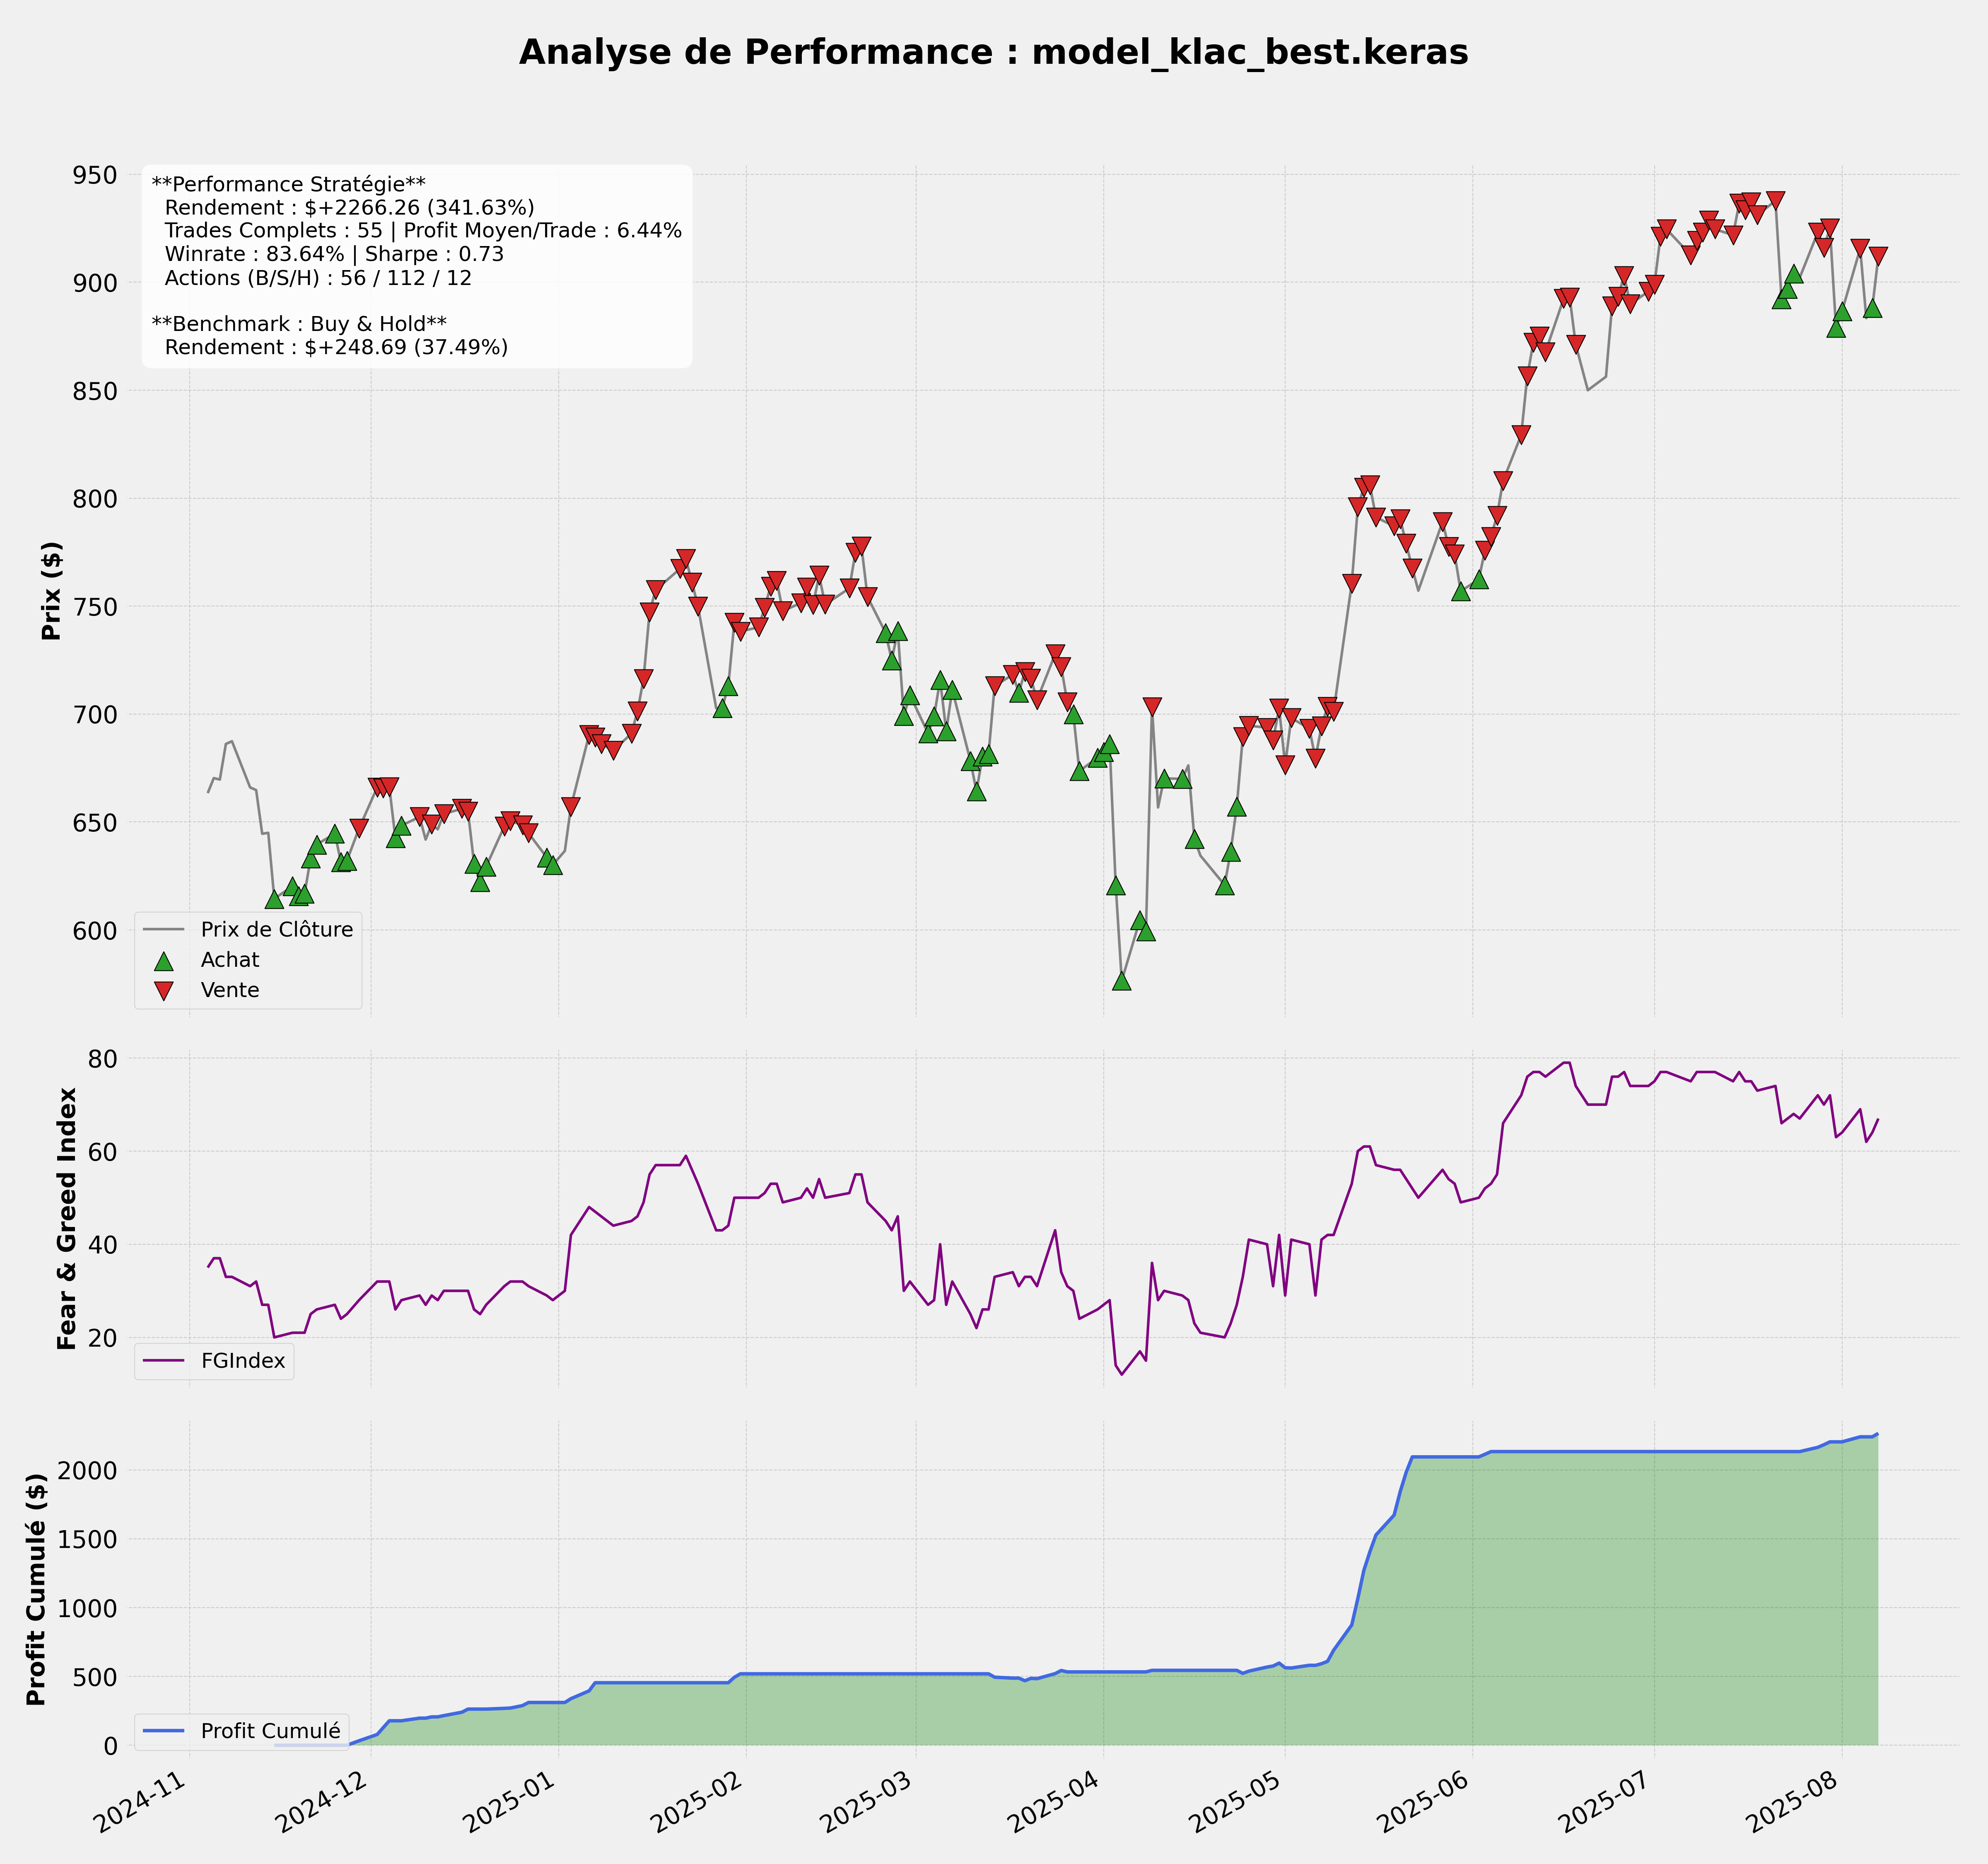 Analyse de Performance : model_klac_best.keras
**Performance Stratégie**
Rendement : $+2266.26 (341.63%)
Trades Complets : 55 | Profit Moyen/Trade : 6.44%
Winrate : 83.64% | Sharpe : 0.73
Actions (B/S/H) : 56 / 112 / 12
**Benchmark : Buy & Hold**
Rendement : $+248.69 (37.49%)
Prix ($)
950
900
850
800
750
700
650
600
Prix de Clôture
Achat
Vente
Fear & Greed Index
80
60
40
20
FGIndex
Profit Cumulé ($)
2000
1500
1000
500
0
Profit Cumulé
2024-11
2024-12
2025-01
2025-02
2025-03
2025-04
2025-05
2025-06
2025-07
2025-08